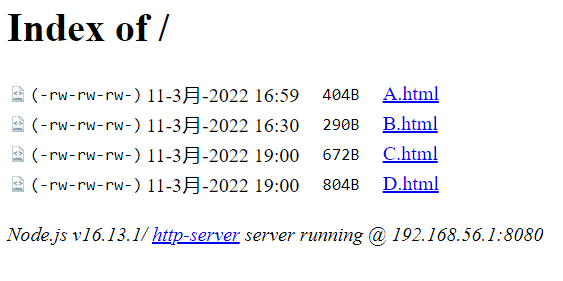 Index of /
(-rw-rw-rw-) 11-3月-2022 16:59 404B A.html
(-rw-rw-rw-) 11-3月-2022 16:30 290B B.html
(-rw-rw-rw-) 11-3月-2022 19:00 672B C.html
(-rw-rw-rw-) 11-3月-2022 19:00 804B D.html
Node.js v16.13.1/ http-server server running @ 192.168.56.1:8080